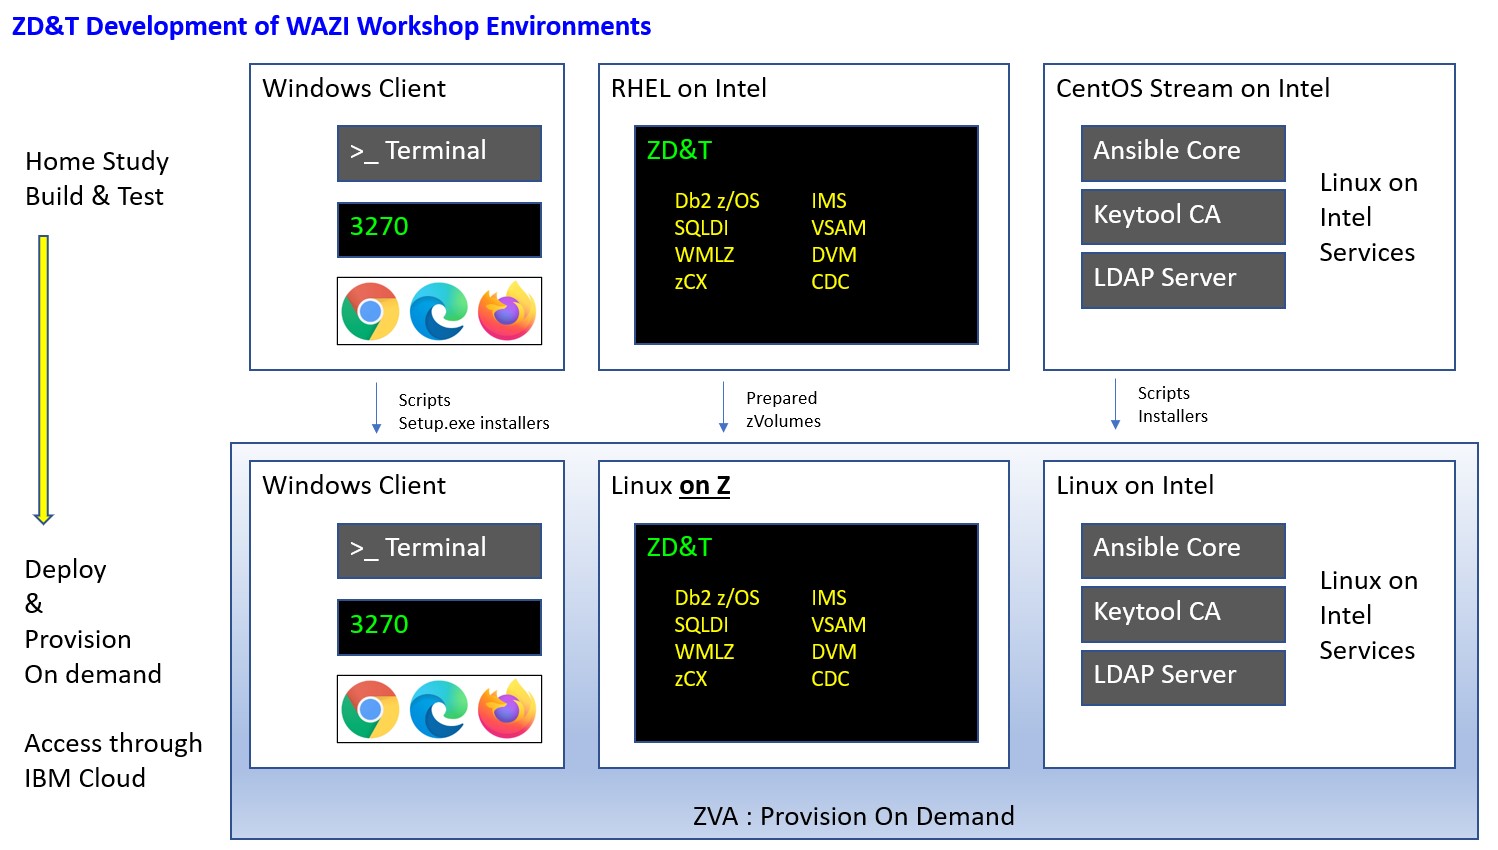 ZD&T Development of WAZI Workshop Environments
Home Study
Build & Test
Windows Client
>_ Terminal
3270
RHEL on Intel
ZD&T
Db2 z/OS IMS
SQLDI VSAM
WMLZ DVM
zCX CDC
CentOS Stream on Intel
Ansible Core
Keytool CA
LDAP Server
Linux on
Intel
Services
Scripts
Setup.exe installers
Prepared
zVolumes
Scripts
Installers
Deploy
&
Provision
On demand
Access through
IBM Cloud
Windows Client
>_ Terminal
3270
Linux on Z
ZD&T
Db2 z/OS IMS
SQLDI VSAM
WMLZ DVM
zCX CDC
Linux on Intel
Ansible Core
Keytool CA
LDAP Server
Linux on
Intel
Services
ZVA : Provision On Demand